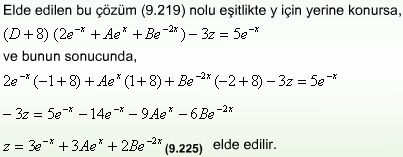 Elde edilen bu çözüm (9.219) nolu eşitlikte y için yerine konursa,
(D + 8) (2e^{-x} + Ae^{x} + Be^{-2x}) - 3z = 5e^{-x}
ve bunun sonucunda,
2e^{-x}(-1+8) + Ae^{x}(1+8) + Be^{-2x}(-2+8) - 3z = 5e^{-x}
-3z = 5e^{-x} - 14e^{-x} - 9Ae^{x} - 6Be^{-2x}
z = 3e^{-x} + 3Ae^{x} + 2Be^{-2x} (9.225) elde edilir.